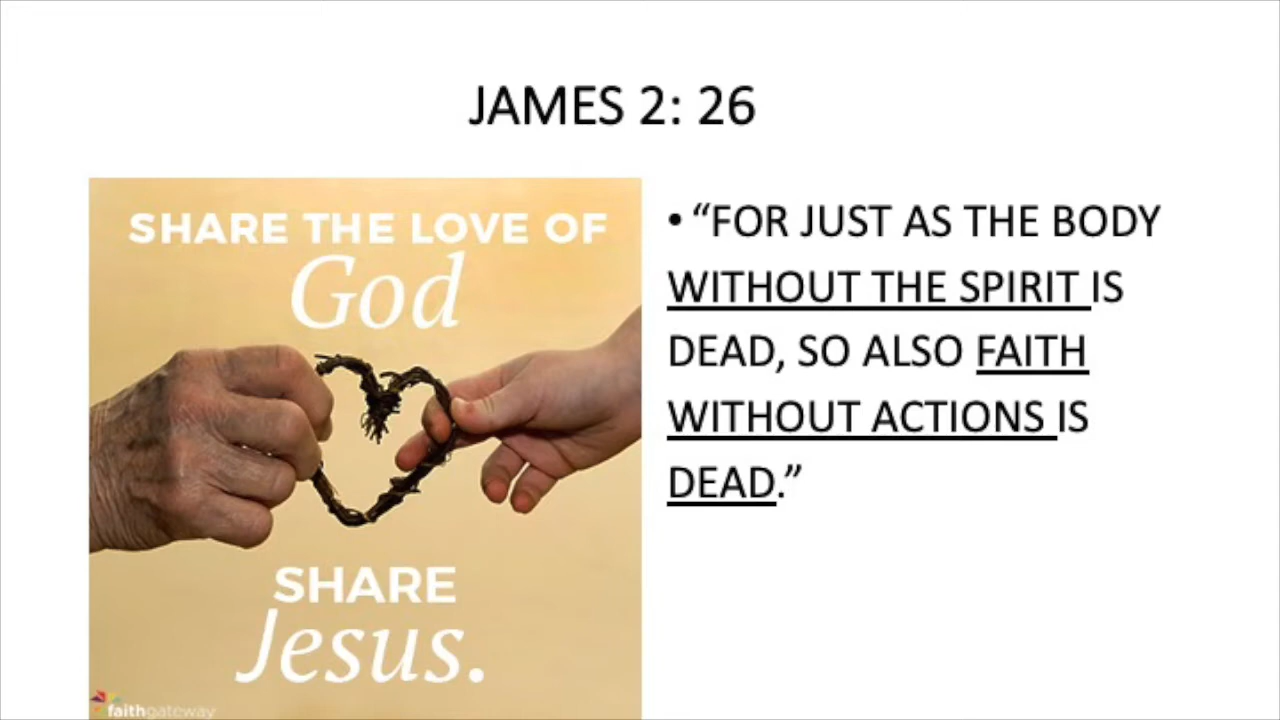 JAMES 2: 26
SHARE THE LOVE OF
God
SHARE
Jesus.
faithgateway
• “FOR JUST AS THE BODY
WITHOUT THE SPIRIT IS
DEAD, SO ALSO FAITH
WITHOUT ACTIONS IS
DEAD.”